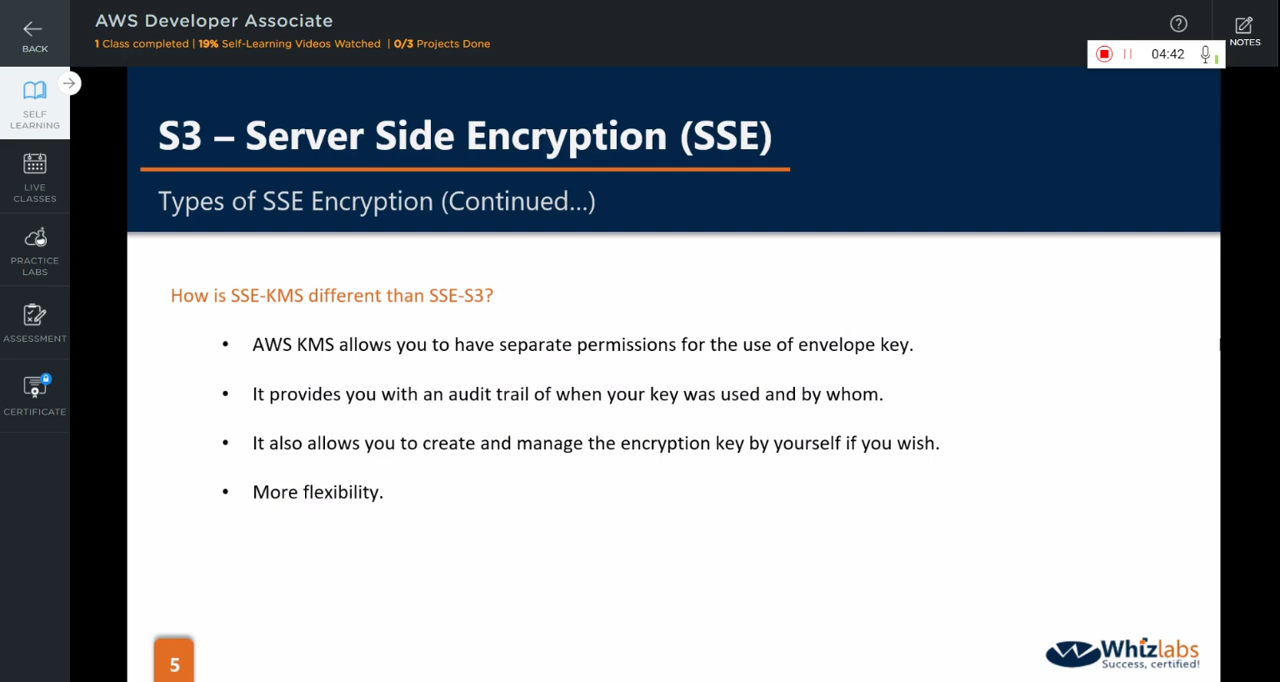 BACK
AWS Developer Associate
1 Class completed | 19% Self-Learning Videos Watched | 0/3 Projects Done
04:42
NOTES
SELF
LEARNING
LIVE
CLASSES
PRACTICE
LABS
ASSESSMENT
CERTIFICATE
S3 – Server Side Encryption (SSE)
Types of SSE Encryption (Continued...)
How is SSE-KMS different than SSE-S3?
• AWS KMS allows you to have separate permissions for the use of envelope key.
• It provides you with an audit trail of when your key was used and by whom.
• It also allows you to create and manage the encryption key by yourself if you wish.
• More flexibility.
5
Whizlabs
Success, certified!